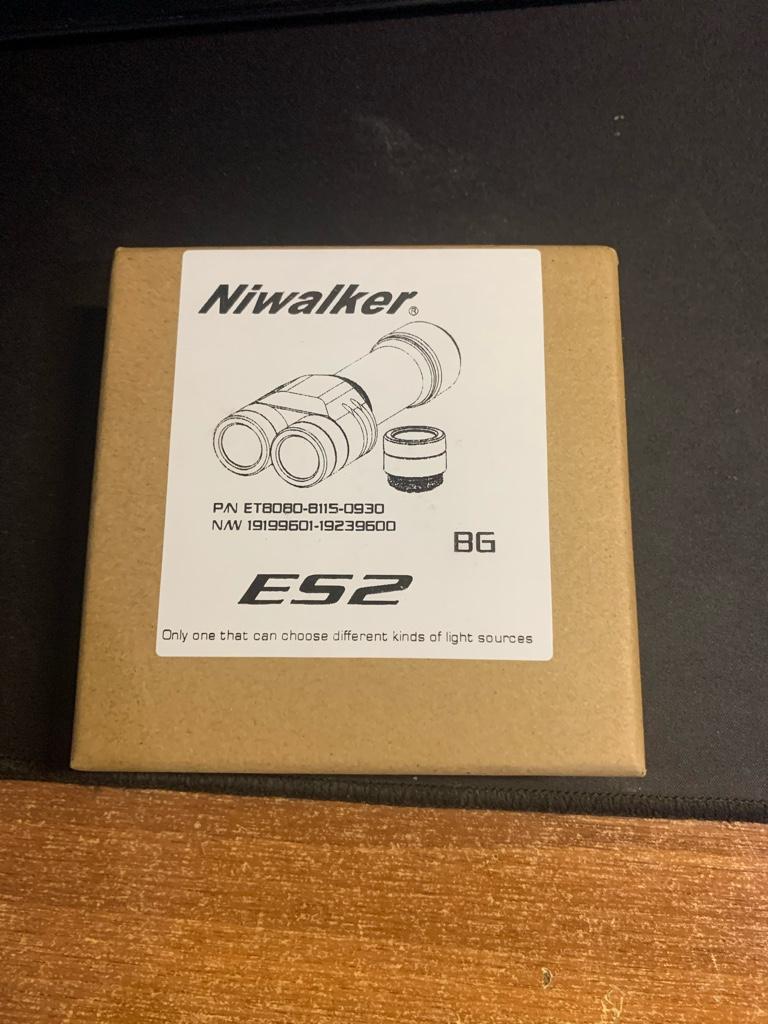 Niwalker®
P/N ET8080-8115-0930
N/W 19199601-19239600
BG
ES2
Only one that can choose different kinds of light sources